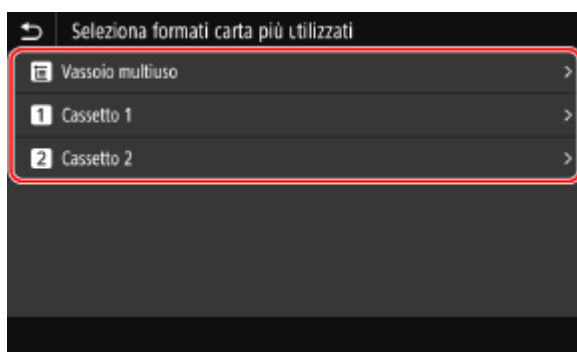 Seleziona formati carta più utilizzati
Vassoio multiuso
1 Cassetto 1
2 Cassetto 2